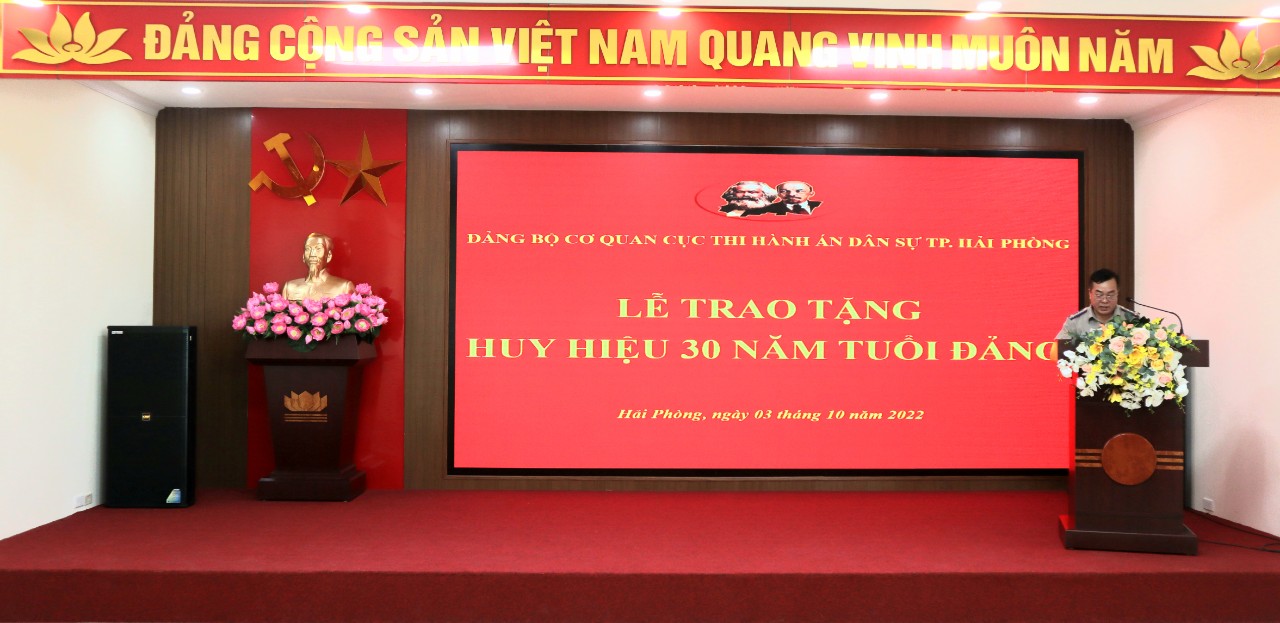 ĐẢNG CỘNG SẢN VIỆT NAM QUANG VINH MUÔN NĂM
ĐẢNG BỘ CƠ QUAN CỤC THI HÀNH ÁN DÂN SỰ TP. HẢI PHÒNG
LỄ TRAO TẶNG
HUY HIỆU 30 NĂM TUỔI ĐẢNG
Hải Phòng, ngày 03 tháng 10 năm 2022